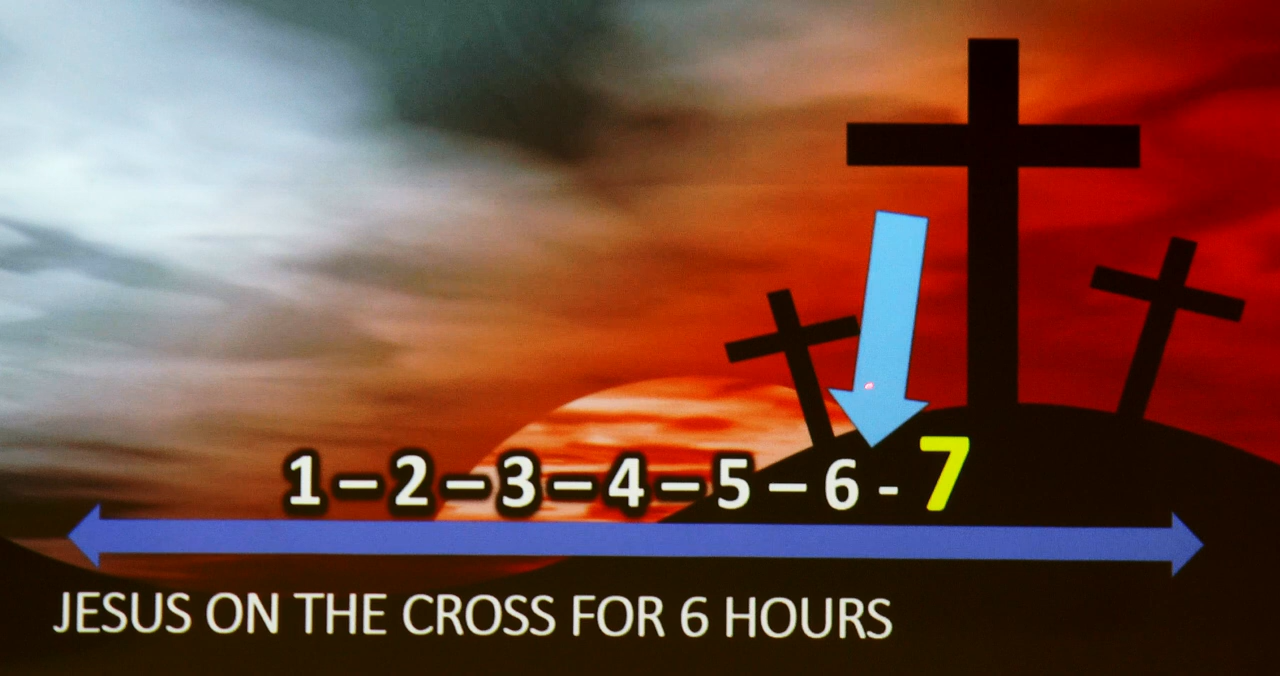 1 – 2 – 3 – 4 – 5 – 6 - 7
JESUS ON THE CROSS FOR 6 HOURS